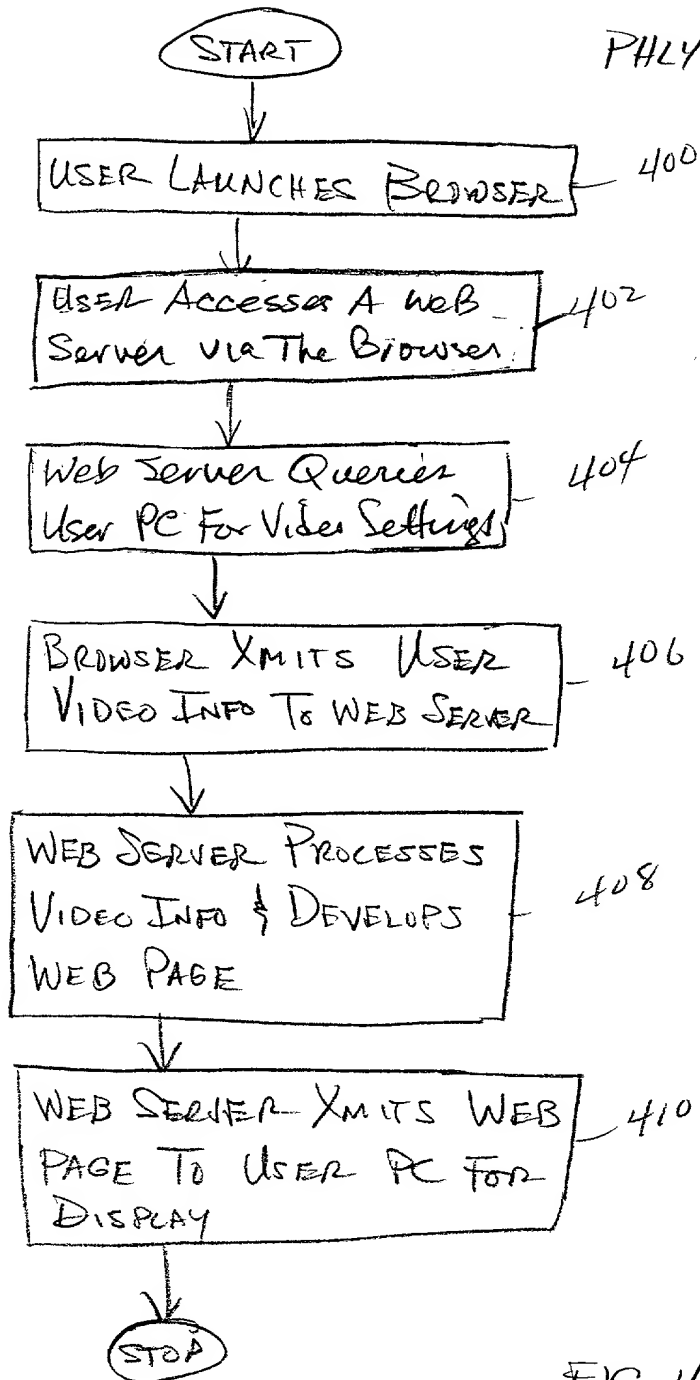 START
PHLY
USER LAUNCHES BROWSER
400
User Accesses A Web
Server via The Browser
402
Web Server Queries
User PC For Video Settings
404
BROWSER XMITS USER
VIDEO INFO TO WEB SERVER
406
WEB SERVER PROCESSES
VIDEO INFO & DEVELOPS
WEB PAGE
408
WEB SERVER XMITS WEB
PAGE TO USER PC FOR
DISPLAY
410
STOP